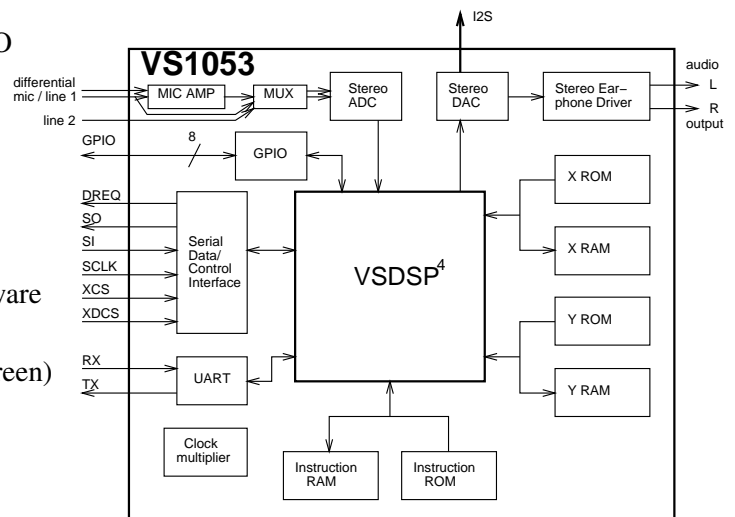 I2S
O
VS1053
differential
mic / line 1
MIC AMP
MUX
Stereo
ADC
Stereo
DAC
Stereo Ear–
phone Driver
audio
L
R
output
line 2
GPIO
8
GPIO
X ROM
DREQ
SO
SI
SCLK
XCS
XDCS
Serial
Data/
Control
Interface
VSDSP4
X RAM
ware
Y ROM
reen)
RX
TX
UART
Y RAM
Clock
multiplier
Instruction
RAM
Instruction
ROM